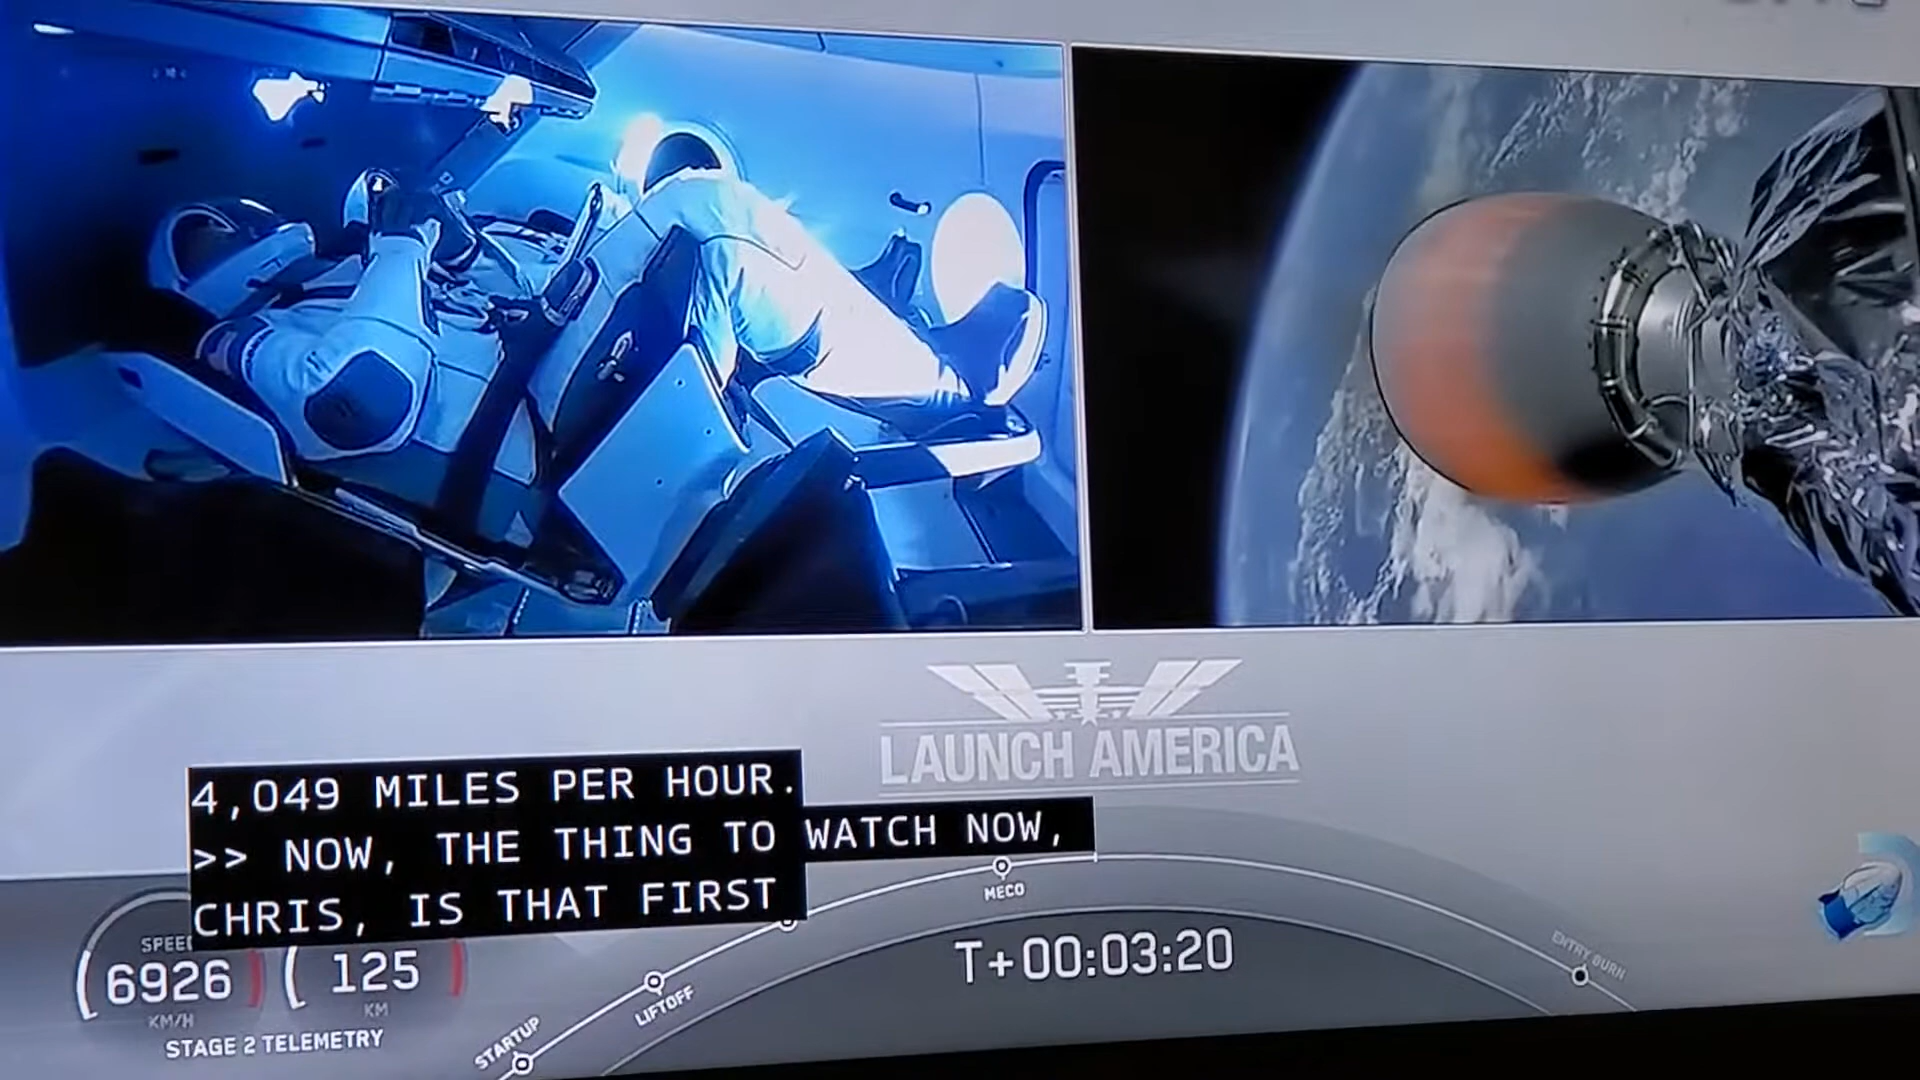 LAUNCH AMERICA
4,049 MILES PER HOUR.
>> NOW, THE THING TO WATCH NOW,
CHRIS, IS THAT FIRST
SPEED
6926
KM/H
125
KM
STAGE 2 TELEMETRY
STARTUP
LIFTOFF
MECO
T+00:03:20
ENTRY BURN